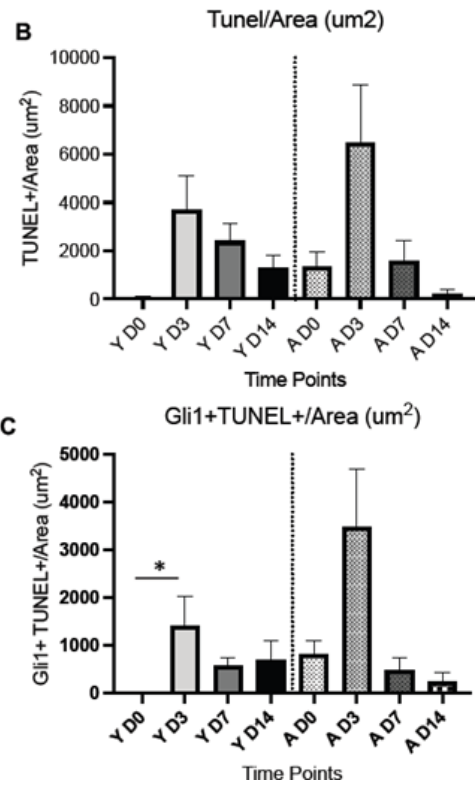 B
Tunel/Area (um2)
TUNEL+/Area (um²)
10000
8000
6000
4000
2000
0
Y D0
Y D3
Y D7
Y D14
A D0
A D3
A D7
A D14
Time Points
C
Gli1+TUNEL+/Area (um²)
Gli1+ TUNEL+/Area (um²)
5000
4000
3000
2000
1000
0
*
Y D0
Y D3
Y D7
Y D14
A D0
A D3
A D7
A D14
Time Points